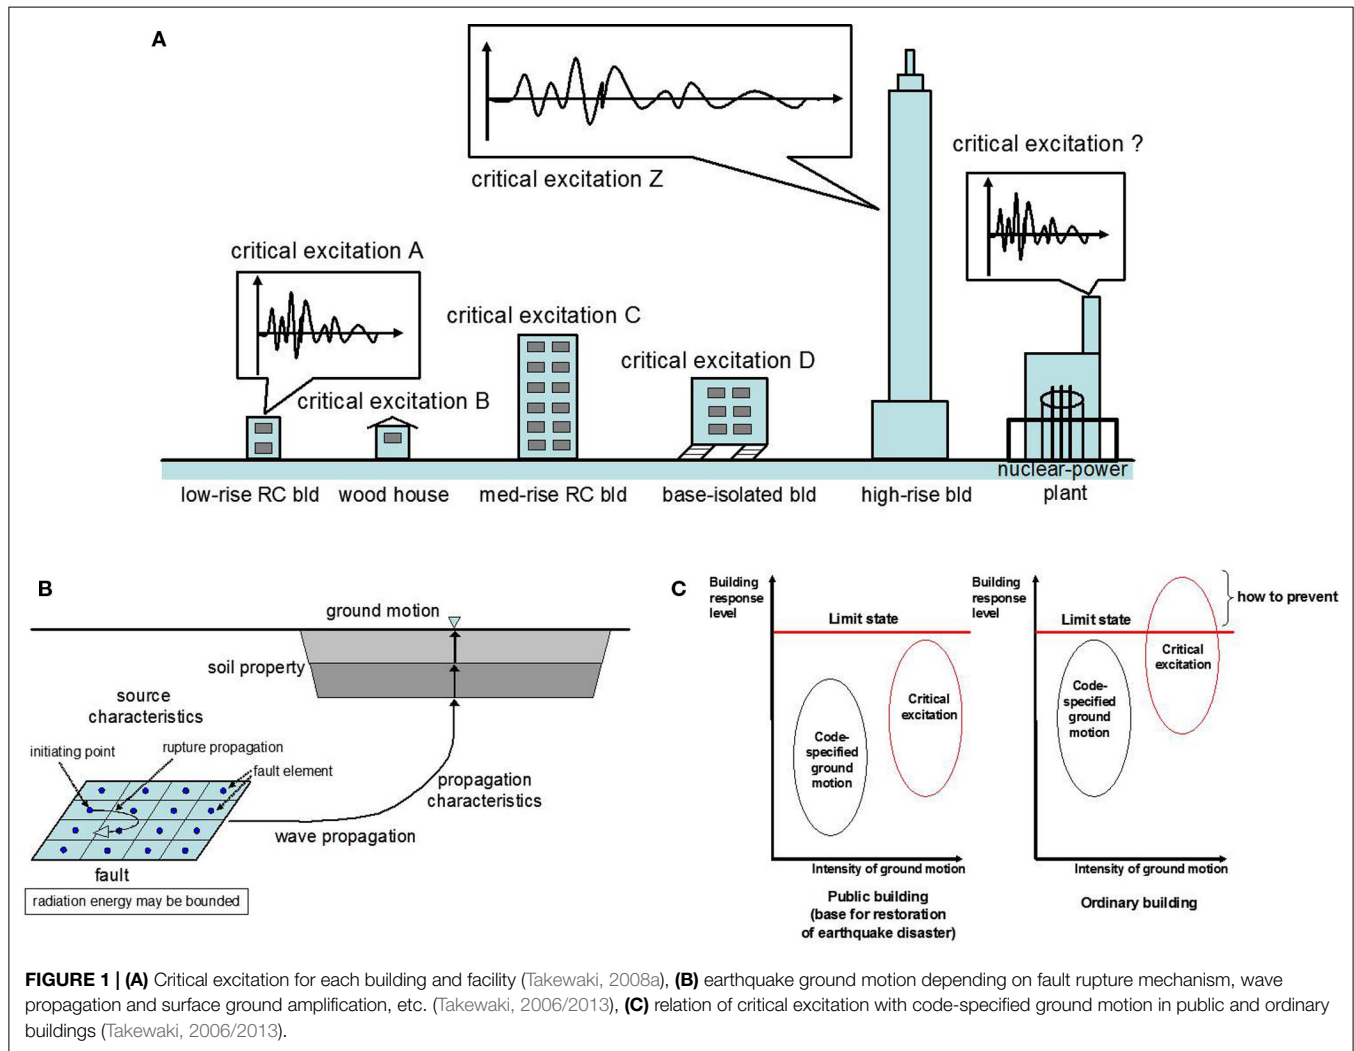 A
critical excitation Z
critical excitation ?
critical excitation A
critical excitation C
critical excitation D
critical excitation B
low-rise RC bld
wood house
med-rise RC bld
base-isolated bld
high-rise bld
nuclear-power
plant
B
ground motion
soil property
source
characteristics
initiating point
rupture propagation
fault element
propagation
characteristics
wave propagation
fault
radiation energy may be bounded
C
Building
response
level
Limit state
Critical
excitation
Code-
specified
ground
motion
Intensity of ground motion
Public building
(base for restoration
of earthquake disaster)
Building
response
level
how to prevent
Limit state
Critical
excitation
Code-
specified
ground
motion
Intensity of ground motion
Ordinary building
FIGURE 1 | (A) Critical excitation for each building and facility (Takewaki, 2008a), (B) earthquake ground motion depending on fault rupture mechanism, wave
propagation and surface ground amplification, etc. (Takewaki, 2006/2013), (C) relation of critical excitation with code-specified ground motion in public and ordinary
buildings (Takewaki, 2006/2013).